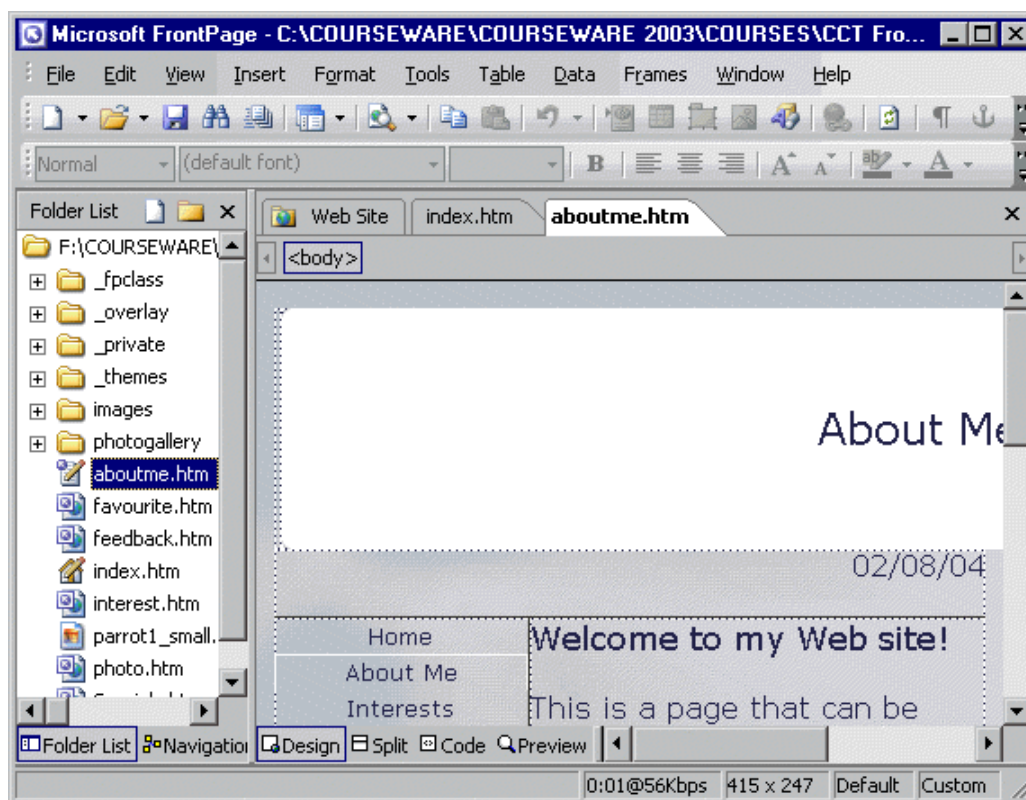 Microsoft FrontPage - C:\COURSEWARE\COURSEWARE 2003\COURSES\CCT Fro...
File Edit View Insert Format Tools Table Data Frames Window Help
Normal (default font) B A A A
Folder List
Web Site index.htm aboutme.htm
F:\COURSEWARE\
<body>
_fpclass
_overlay
_private
_themes
images
photogallery
aboutme.htm
favourite.htm
feedback.htm
index.htm
interest.htm
parrot1_small.
photo.htm
About Me
02/08/04
Home
About Me
Interests
Welcome to my Web site!
This is a page that can be
Folder List Navigation Design Split Code Preview
0:01@56Kbps 415 x 247 Default Custom